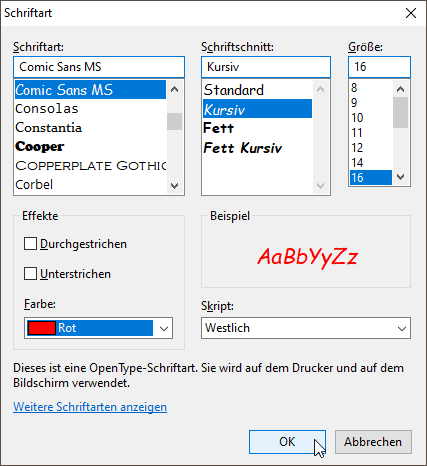 Schriftart
Schriftart:
Comic Sans MS
Comic Sans MS
Consolas
Constantia
Cooper
Copperplate Gothic
Corbel
Schriftschnitt:
Kursiv
Standard
Kursiv
Fett
Fett Kursiv
Größe:
16
8
9
10
11
12
14
16
Effekte
Durchgestrichen
Unterstrichen
Farbe:
Rot
Beispiel
AaBbYyZz
Skript:
Westlich
Dieses ist eine OpenType-Schriftart. Sie wird auf dem Drucker und auf dem
Bildschirm verwendet.
Weitere Schriftarten anzeigen
OK
Abbrechen